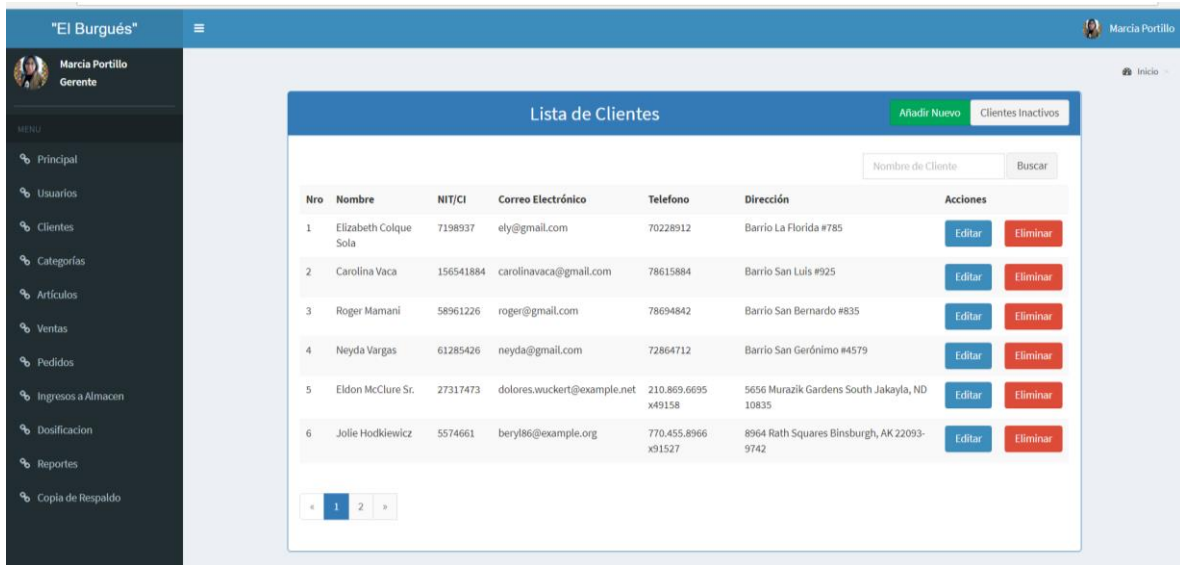 "El Burgués"
Marcia Portillo
Marcia Portillo
Gerente
Inicio
MENU
Principal
Usuarios
Clientes
Categorías
Artículos
Ventas
Pedidos
Ingresos a Almacen
Dosificacion
Reportes
Copia de Respaldo
Lista de Clientes
Añadir Nuevo Clientes Inactivos
Nombre de Cliente Buscar
Nro Nombre NIT/CI Correo Electrónico Telefono Dirección Acciones
1 Elizabeth Colque 7198937 ely@gmail.com 70228912 Barrio La Florida #785 Editar Eliminar
Sola
2 Carolina Vaca 156541884 carolinavaca@gmail.com 78615884 Barrio San Luis #925 Editar Eliminar
3 Roger Mamani 58961226 roger@gmail.com 78694842 Barrio San Bernardo #835 Editar Eliminar
4 Neyda Vargas 61285426 neyda@gmail.com 72864712 Barrio San Gerónimo #4579 Editar Eliminar
5 Eldon McClure Sr. 27317473 dolores.wuckert@example.net 210.869.6695 5656 Murazik Gardens South Jakayla, ND Editar Eliminar
x49158 10835
6 Jolie Hodkiewicz 5574661 beryl86@example.org 770.455.8966 8964 Rath Squares Binsburgh, AK 22093- Editar Eliminar
x91527 9742
« 1 2 »